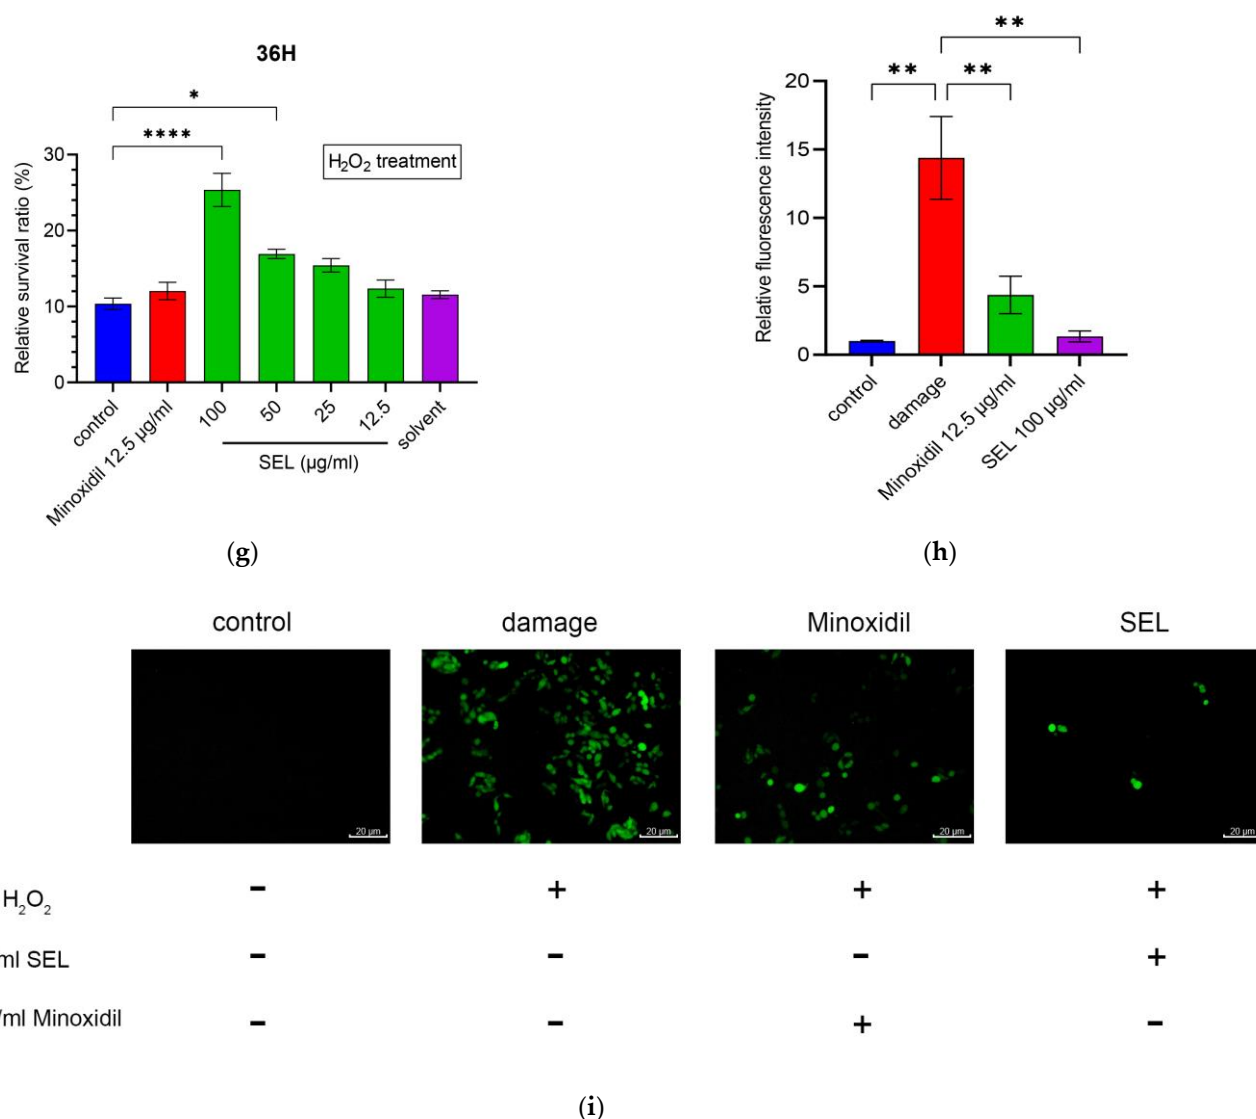 36H
*
****
H₂O₂ treatment
Relative survival ratio (%)
30
20
10
0
control
Minoxidil 12.5 µg/ml
100
50
25
12.5
solvent
SEL (µg/ml)
(g)
**
** **
Relative fluorescence intensity
20
15
10
5
0
control
damage
Minoxidil 12.5 µg/ml
SEL 100 µg/ml
(h)
control damage Minoxidil SEL
20 µm 20 µm 20 µm 20 µm
H₂O₂ - + + +
ml SEL - - - +
/ml Minoxidil - - + -
(i)